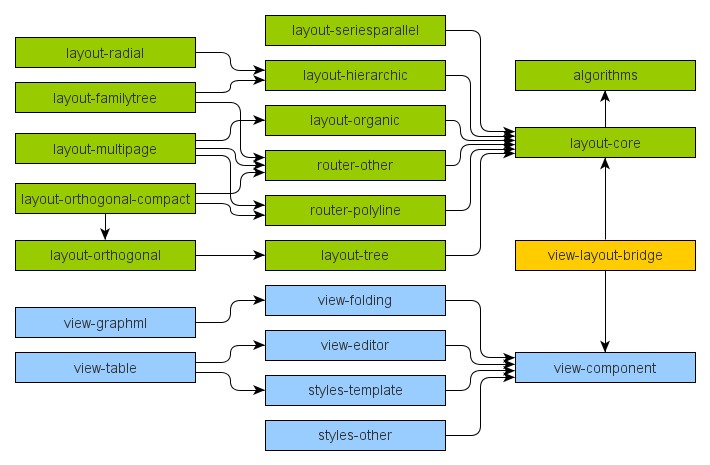 layout-radial
layout-familytree
layout-multipage
layout-orthogonal-compact
layout-orthogonal
view-graphml
view-table
layout-seriesparallel
layout-hierarchic
layout-organic
router-other
router-polyline
layout-tree
view-folding
view-editor
styles-template
styles-other
algorithms
layout-core
view-layout-bridge
view-component